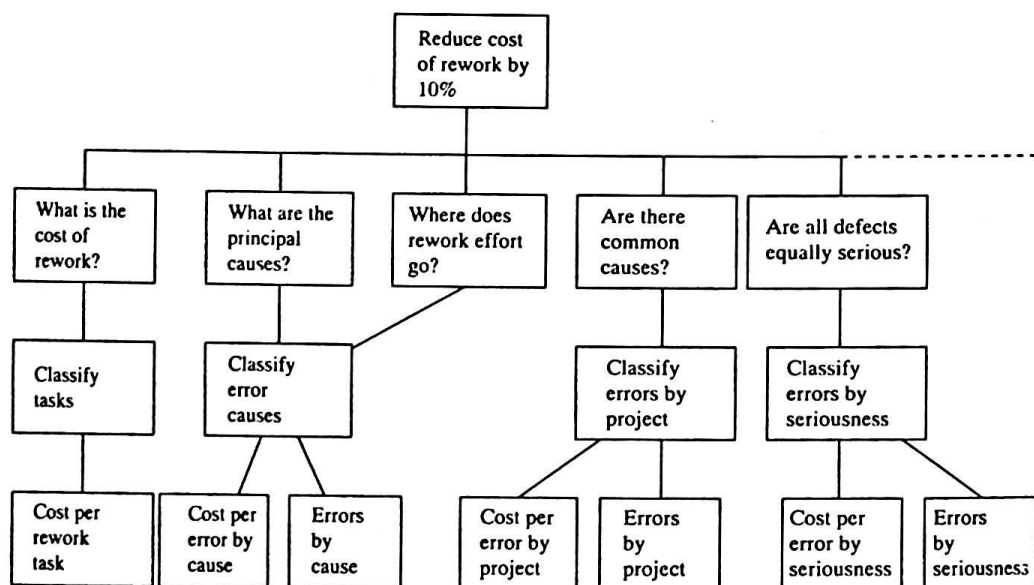 Reduce cost
of rework by
10%
What is the
cost of
rework?
What are the
principal
causes?
Where does
rework effort
go?
Are there
common
causes?
Are all defects
equally serious?
Classify
tasks
Classify
error
causes
Classify
errors by
project
Classify
errors by
seriousness
Cost per
rework
task
Cost per
error by
cause
Errors
by
cause
Cost per
error by
project
Errors
by
project
Cost per
error by
seriousness
Errors
by
seriousness